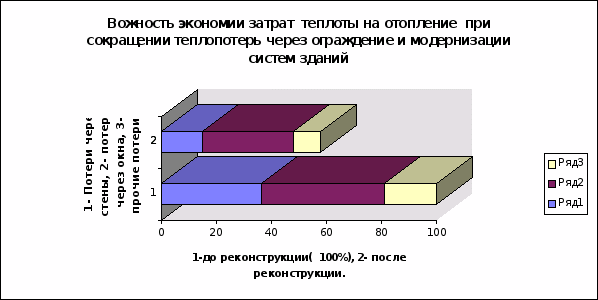 Вожность экономии затрат теплоты на отопление при
сокращении теплопотерь через ограждение и модернизации
систем зданий
1- Потери чере
стены, 2- потер
через окна, 3-
прочие потери
2
1
0 20 40 60 80 100
Ряд3
Ряд2
Ряд1
1-до реконструкции( 100%), 2- после
реконструкции.